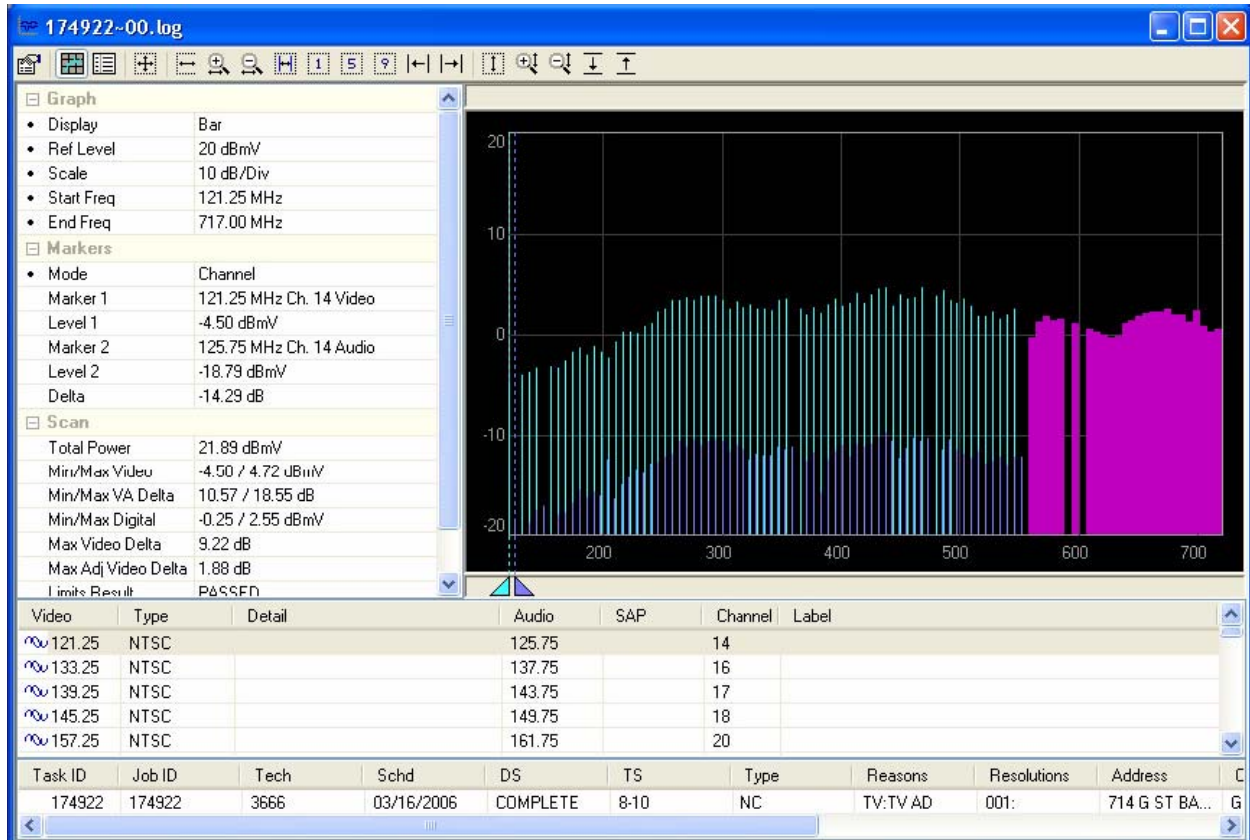 174922~00.log
1 5 9
Graph
Display Bar
Ref Level 20 dBmV
Scale 10 dB/Div
Start Freq 121.25 MHz
End Freq 717.00 MHz
Markers
Mode Channel
Marker 1 121.25 MHz Ch. 14 Video
Level 1 -4.50 dBmV
Marker 2 125.75 MHz Ch. 14 Audio
Level 2 -18.79 dBmV
Delta -14.29 dB
Scan
Total Power 21.89 dBmV
Min/Max Video -4.50 / 4.72 dBmV
Min/Max VA Delta 10.57 / 18.55 dB
Min/Max Digital -0.25 / 2.55 dBmV
Max Video Delta 9.22 dB
Max Adj Video Delta 1.88 dB
Limits Result PASSED
20
10
0
-10
-20
200 300 400 500 600 700
Video Type Detail Audio SAP Channel Label
121.25 NTSC 125.75 14
133.25 NTSC 137.75 16
139.25 NTSC 143.75 17
145.25 NTSC 149.75 18
157.25 NTSC 161.75 20
Task ID Job ID Tech Schd DS TS Type Reasons Resolutions Address
174922 174922 3666 03/16/2006 COMPLETE 8-10 NC TV:TV AD 001: 714 G ST BA... G